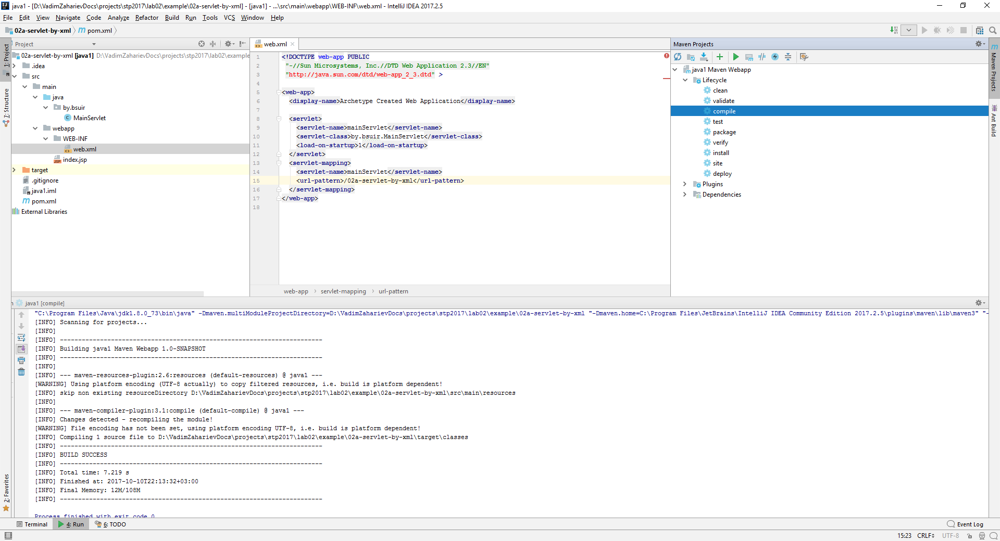 java1 - [D:\VadimZaharievDocs\projects\stp2017\lab02\example\02a-servlet-by-xml] - [java1] - ...\src\main\webapp\WEB-INF\web.xml - IntelliJ IDEA 2017.2.5
File Edit View Navigate Code Analyze Refactor Build Run Tools VCS Window Help
02a-servlet-by-xml pom.xml
1: Project
7: Structure
2: Favorites
Project
02a-servlet-by-xml [java1] D:\VadimZaharievDocs\projects\stp2017\lab02\example
.idea
src
main
java
by.bsuir
MainServlet
webapp
WEB-INF
web.xml
index.jsp
target
.gitignore
java1.iml
pom.xml
External Libraries
web.xml
1 <!DOCTYPE web-app PUBLIC
2 "-//Sun Microsystems, Inc.//DTD Web Application 2.3//EN"
3 "http://java.sun.com/dtd/web-app_2_3.dtd" >
4
5 <web-app>
6 <display-name>Archetype Created Web Application</display-name>
7
8 <servlet>
9 <servlet-name>mainServlet</servlet-name>
10 <servlet-class>by.bsuir.MainServlet</servlet-class>
11 <load-on-startup>1</load-on-startup>
12 </servlet>
13 <servlet-mapping>
14 <servlet-name>mainServlet</servlet-name>
15 <url-pattern>/02a-servlet-by-xml</url-pattern>
16 </servlet-mapping>
17 </web-app>
18
web-app servlet-mapping url-pattern
Maven Projects
java1 Maven Webapp
Lifecycle
clean
validate
compile
test
package
verify
install
site
deploy
Plugins
Dependencies
Maven Projects
Ant Build
java1 [compile]
"C:\Program Files\Java\jdk1.8.0_73\bin\java" -Dmaven.multiModuleProjectDirectory=D:\VadimZaharievDocs\projects\stp2017\lab02\example\02a-servlet-by-xml "-Dmaven.home=C:\Program Files\JetBrains\IntelliJ IDEA Community Edition 2017.2.5\plugins\maven\lib\maven3" "-
[INFO] Scanning for projects...
[INFO]
[INFO] ------------------------------------------------------------------------
[INFO] Building java1 Maven Webapp 1.0-SNAPSHOT
[INFO] ------------------------------------------------------------------------
[INFO]
[INFO] --- maven-resources-plugin:2.6:resources (default-resources) @ java1 ---
[WARNING] Using platform encoding (UTF-8 actually) to copy filtered resources, i.e. build is platform dependent!
[INFO] skip non existing resourceDirectory D:\VadimZaharievDocs\projects\stp2017\lab02\example\02a-servlet-by-xml\src\main\resources
[INFO]
[INFO] --- maven-compiler-plugin:3.1:compile (default-compile) @ java1 ---
[INFO] Changes detected - recompiling the module!
[WARNING] File encoding has not been set, using platform encoding UTF-8, i.e. build is platform dependent!
[INFO] Compiling 1 source file to D:\VadimZaharievDocs\projects\stp2017\lab02\example\02a-servlet-by-xml\target\classes
[INFO] ------------------------------------------------------------------------
[INFO] BUILD SUCCESS
[INFO] ------------------------------------------------------------------------
[INFO] Total time: 7.219 s
[INFO] Finished at: 2017-10-10T22:13:32+03:00
[INFO] Final Memory: 12M/108M
[INFO] ------------------------------------------------------------------------
Process finished with exit code 0
Terminal 4: Run 6: TODO Event Log
15:23 CRLF UTF-8